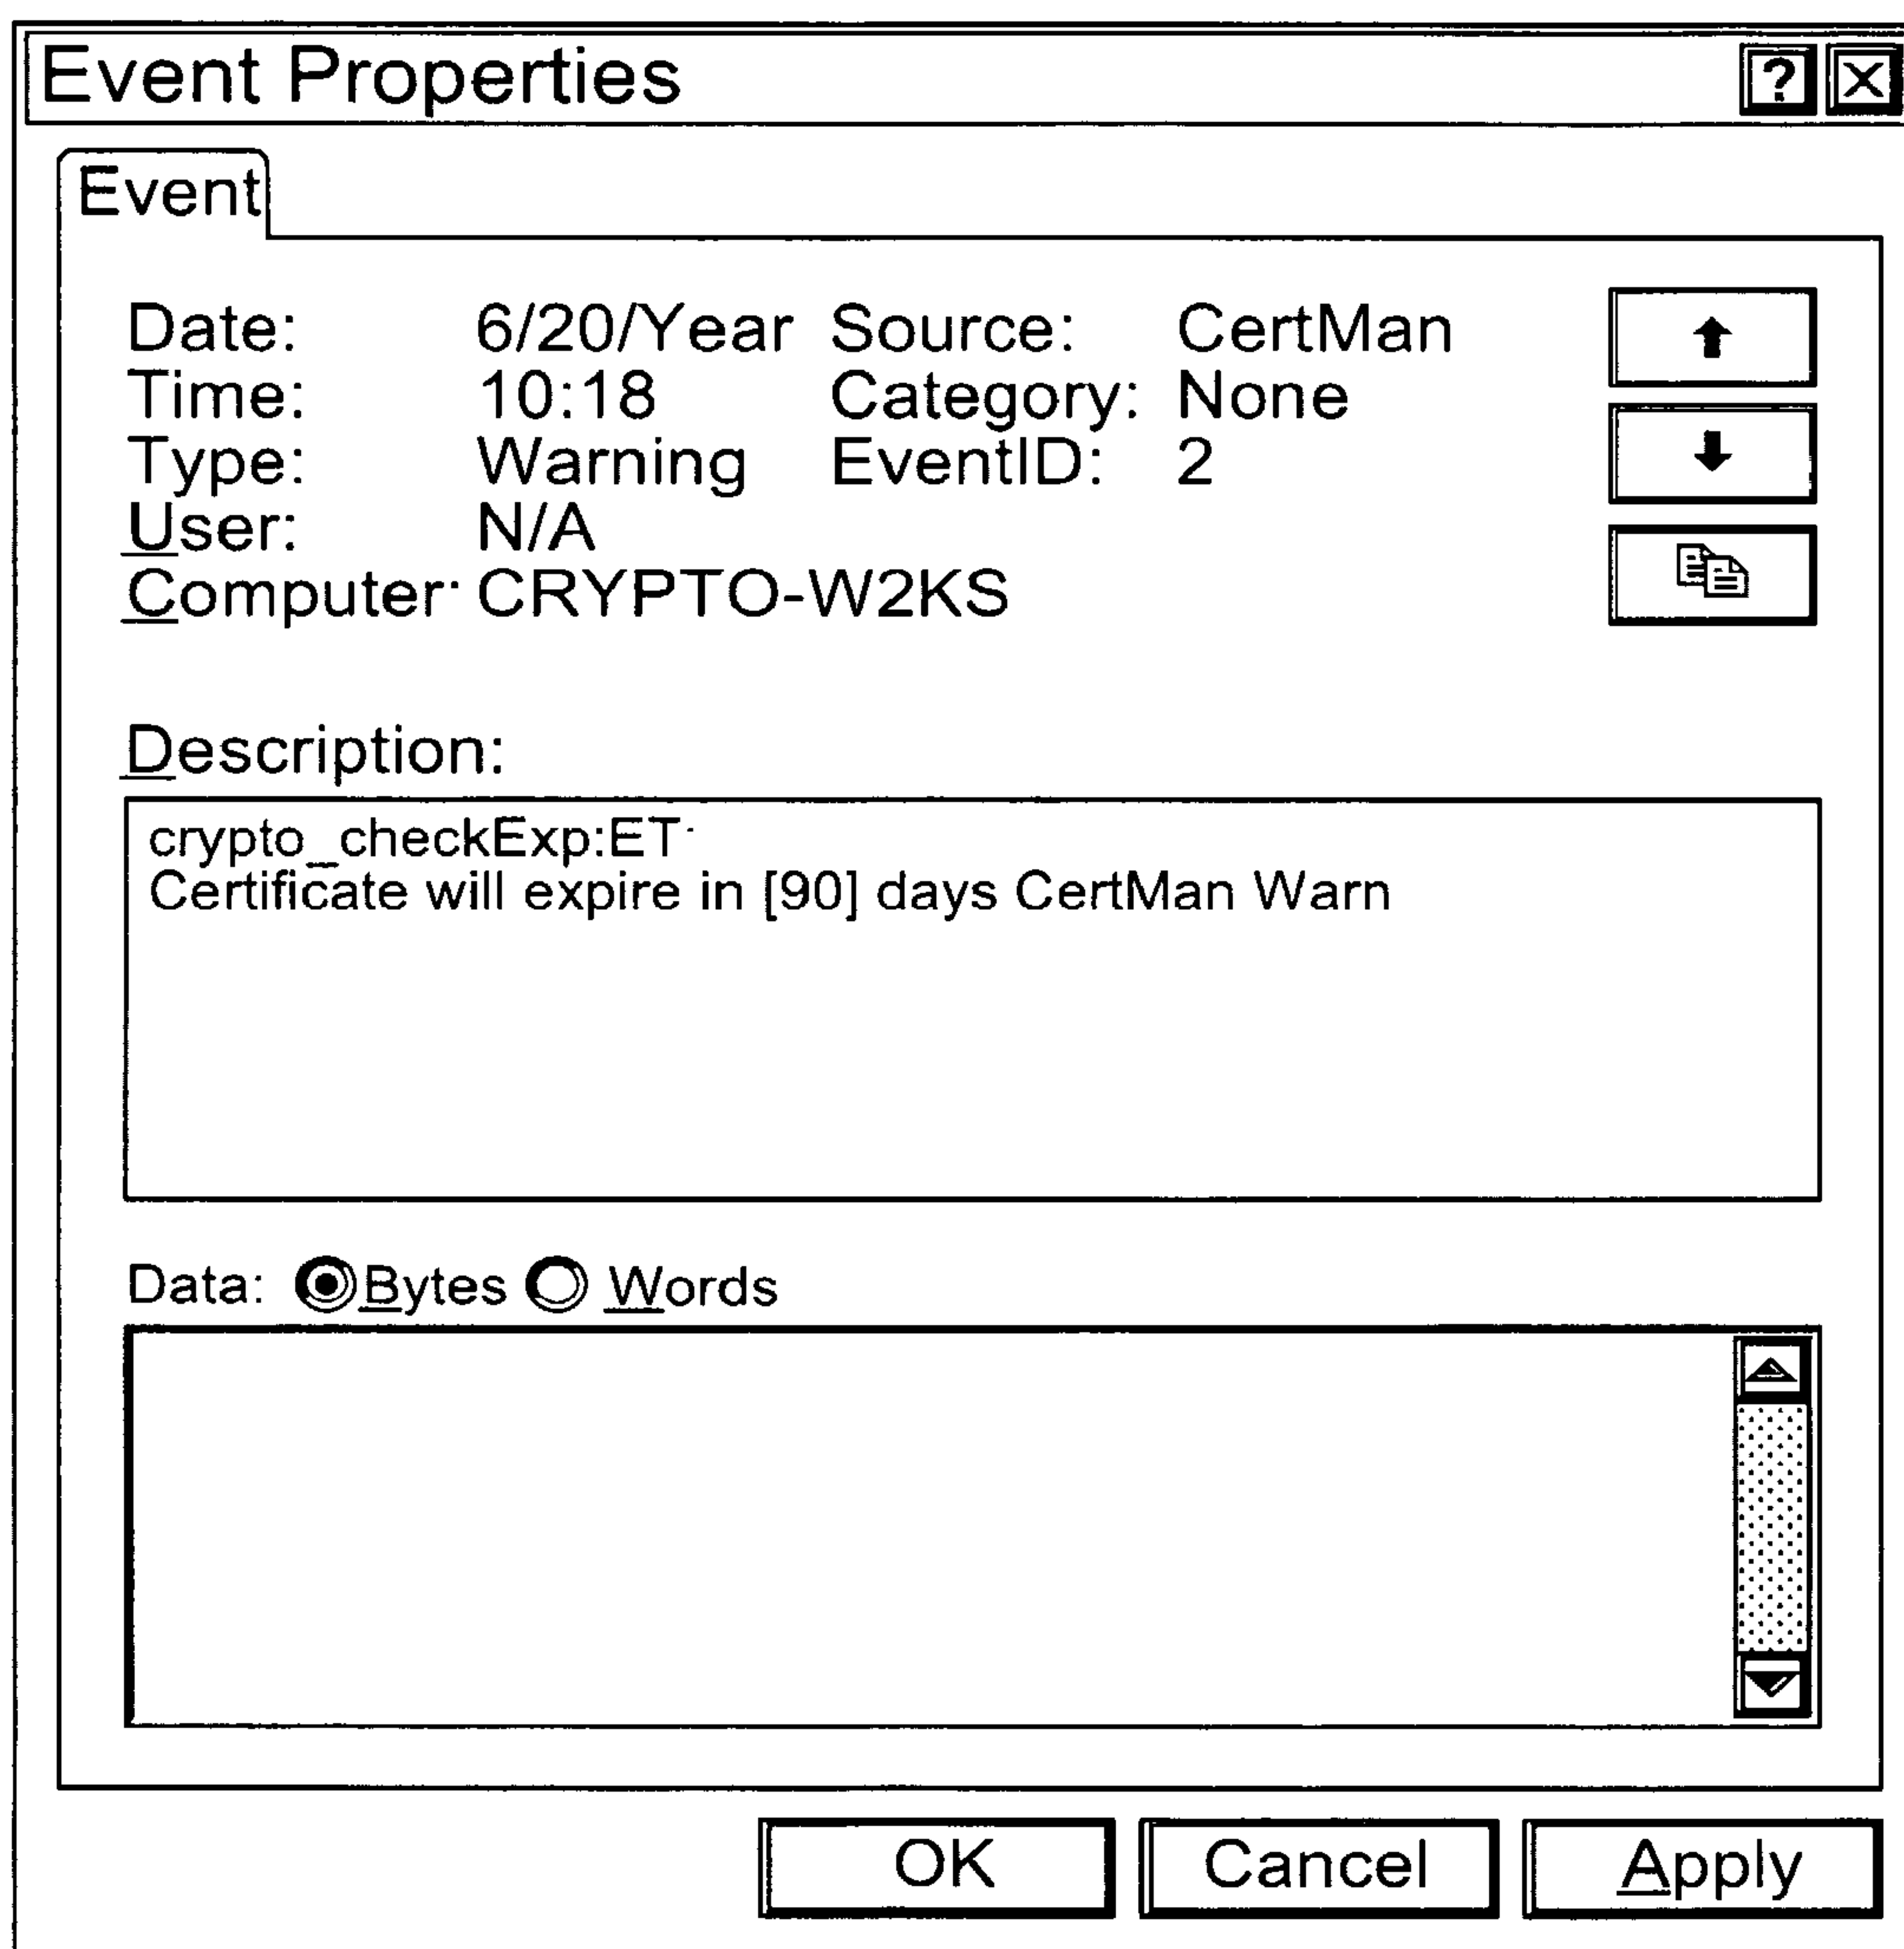 Event Properties ? X
Event
Date: 6/20/Year Source: CertMan
Time: 10:18 Category: None
Type: Warning EventID: 2
User: N/A
Computer: CRYPTO-W2KS
Description:
crypto_checkExp:ET:
Certificate will expire in [90] days CertMan Warn
Data: Bytes Words
OK Cancel Apply